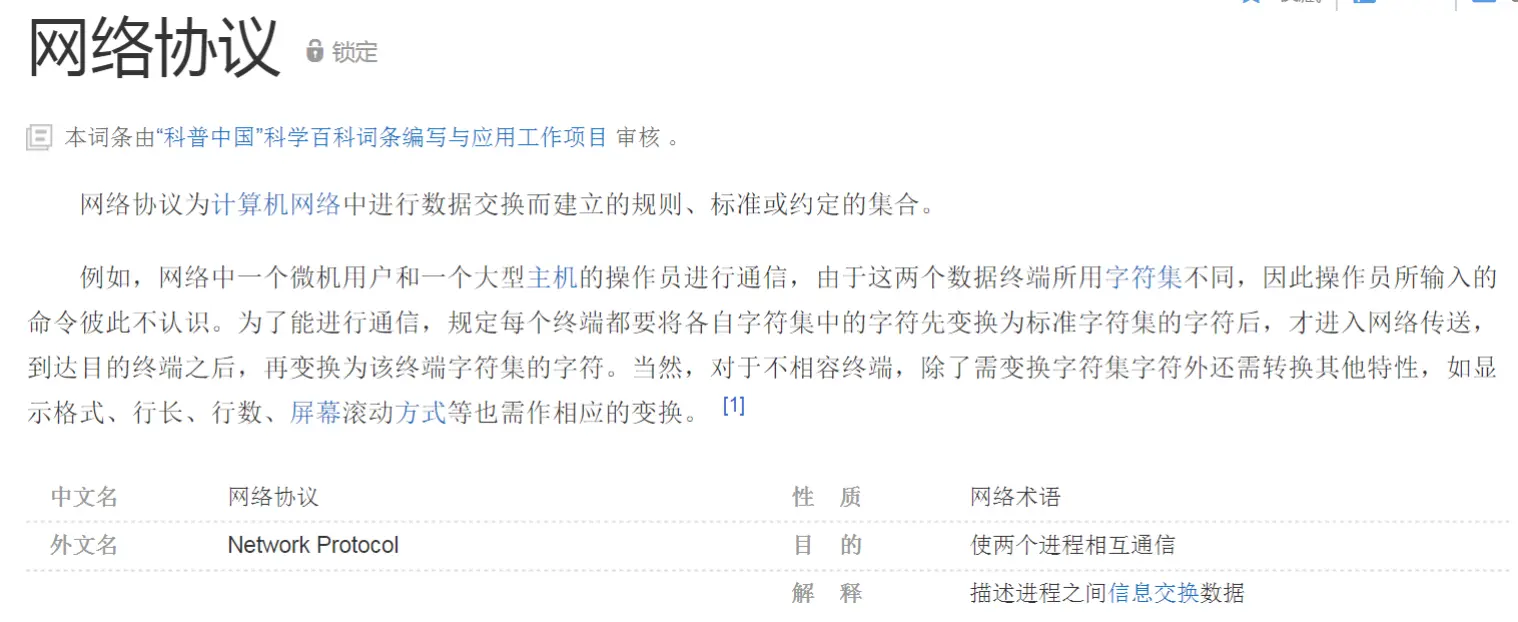 网络协议 锁定
本词条由“科普中国”科学百科词条编写与应用工作项目 审核 。
网络协议为计算机网络中进行数据交换而建立的规则、标准或约定的集合。
例如，网络中一个微机用户和一个大型主机的操作员进行通信，由于这两个数据终端所用字符集不同，因此操作员所输入的
命令彼此不认识。为了能进行通信，规定每个终端都要将各自字符集中的字符先变换为标准字符集的字符后，才进入网络传送，
到达目的终端之后，再变换为该终端字符集的字符。当然，对于不相容终端，除了需变换字符集字符外还需转换其他特性，如显
示格式、行长、行数、屏幕滚动方式等也需作相应的变换。 [1]
中文名 网络协议 性 质 网络术语
外文名 Network Protocol 目 的 使两个进程相互通信
解 释 描述进程之间信息交换数据